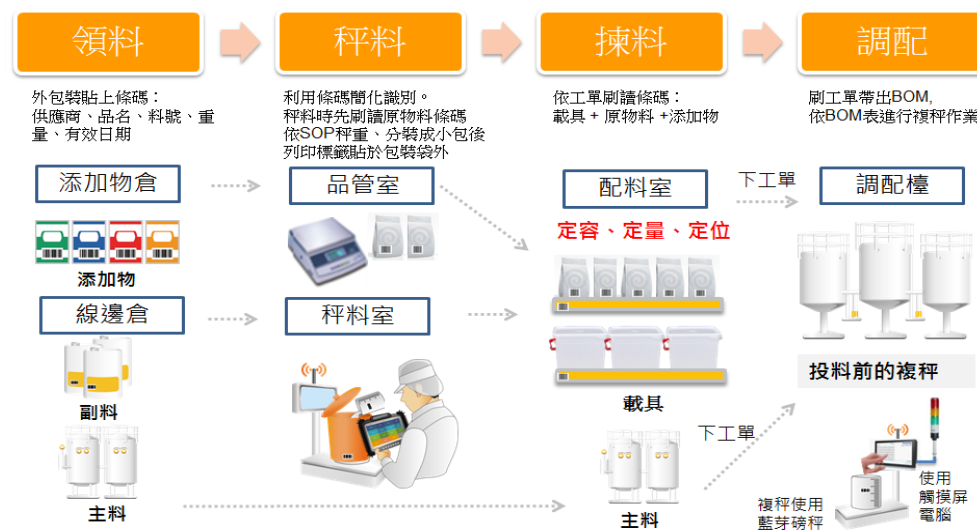 領料
秤料
揀料
調配
外包裝貼上條碼：
供應商、品名、料號、重
量、有效日期
利用條碼簡化識別。
秤料時先刷讀原物料條碼
依SOP秤重、分裝成小包後
列印標籤貼於包裝袋外
依工單刷讀條碼：
載具 + 原物料 +添加物
刷工單帶出BOM,
依BOM表進行複秤作業
添加物倉
品管室
配料室
下工單
調配檯
定容、定量、定位
添加物
線邊倉
秤料室
投料前的複秤
副料
載具
下工單
主料
主料
使用
觸摸屏
電腦
複秤使用
藍芽磅秤